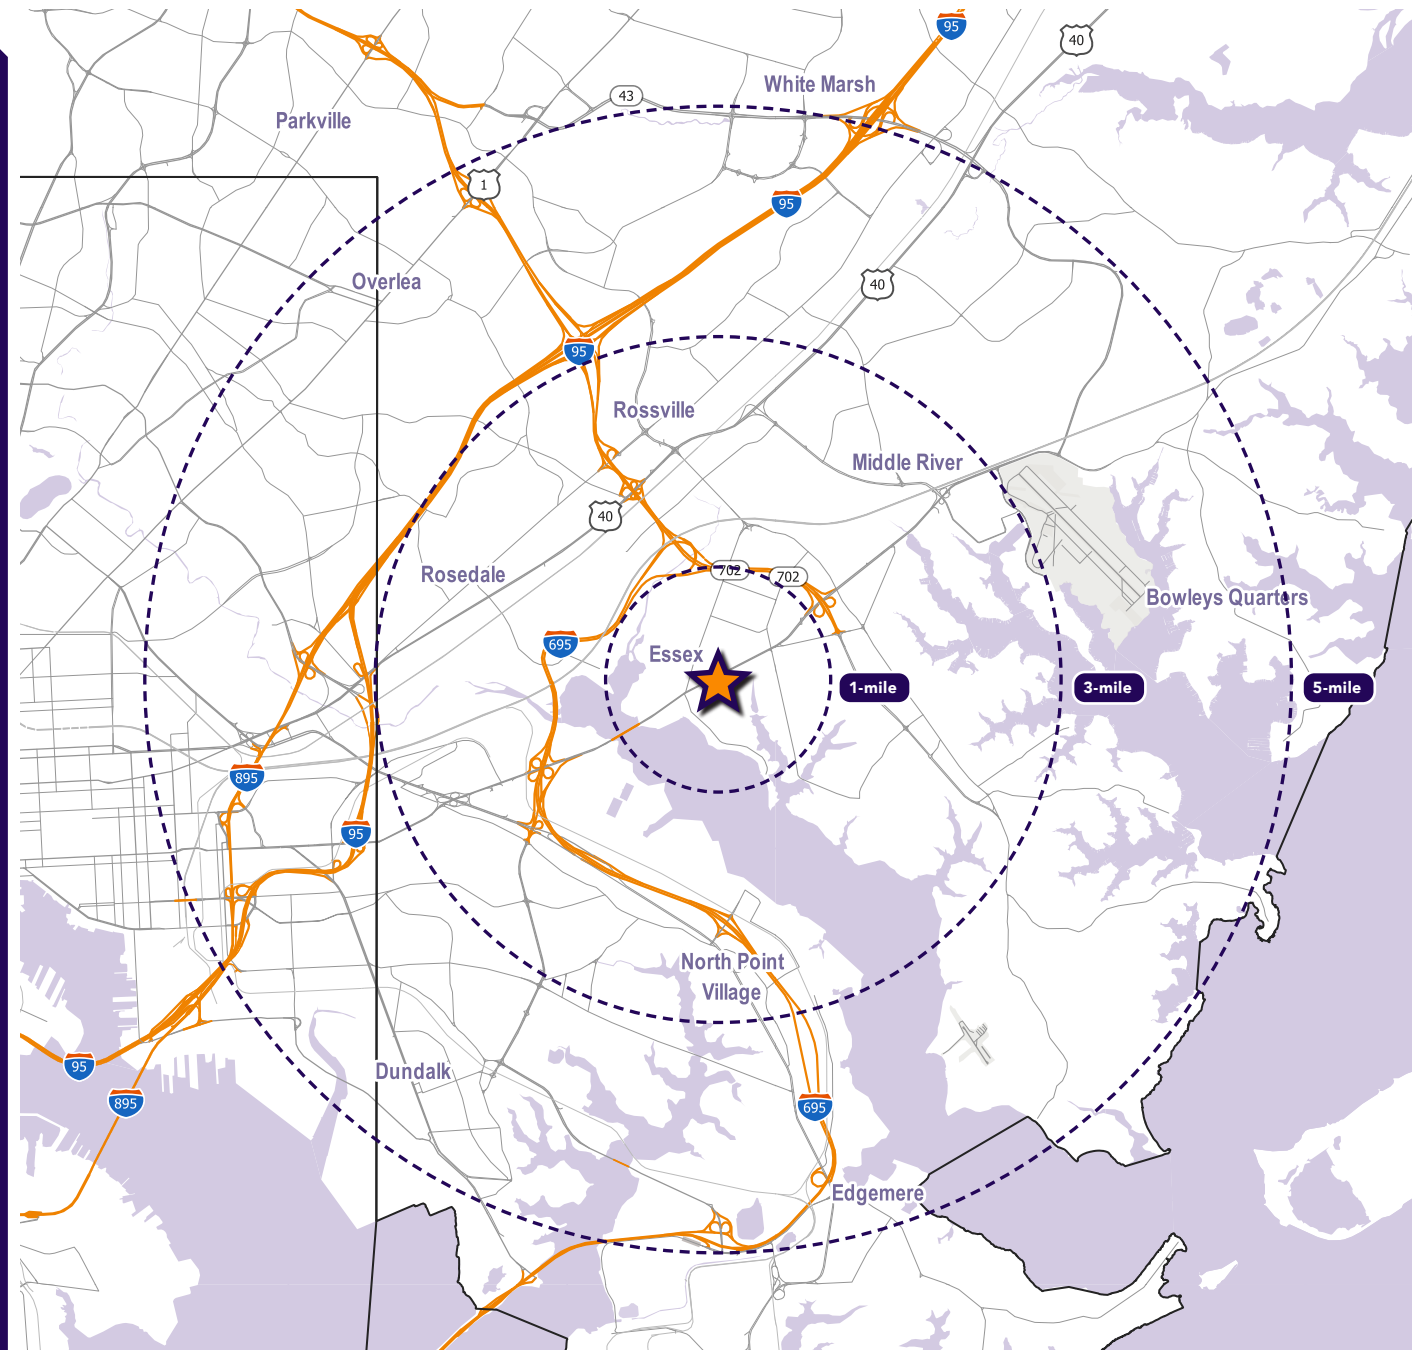 95
40
White Marsh
43
Parkville
1
95
Overlea
40
95
Rossville
Middle River
40
Rosedale
702
702
Bowleys Quarters
695
Essex
1-mile
3-mile
5-mile
895
95
North Point
Village
95
Dundalk
895
695
Edgemere